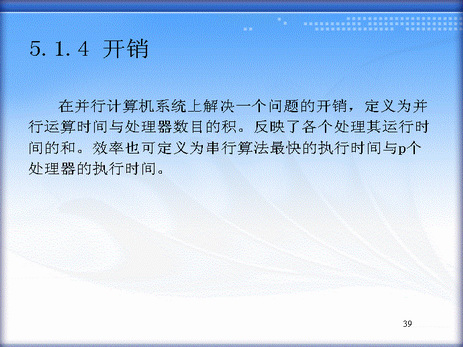 5.1.4 开销
在并行计算机系统上解决一个问题的开销，定义为并
行运算时间与处理器数目的积。反映了各个处理其运行时
间的和。效率也可定义为串行算法最快的执行时间与p个
处理器的执行时间。
39